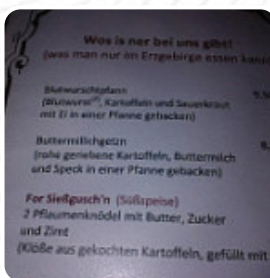 Was is ner bei uns gibt!
(was man nur im Erzgebirge essen kann
Blutwurschtpfann
(Blutwurst, Kartoffeln und Sauerkraut
mit Ei in einer Pfanne gebacken)
Buttermillichgetzn
(rohe geriebene Kartoffeln, Buttermilch
und Speck in einer Pfanne gebacken)
For Sießgusch'n (Süßspeise)
2 Pflaumenknödel mit Butter, Zucker
und Zimt
(Klöße aus gekochten Kartoffeln, gefüllt mit